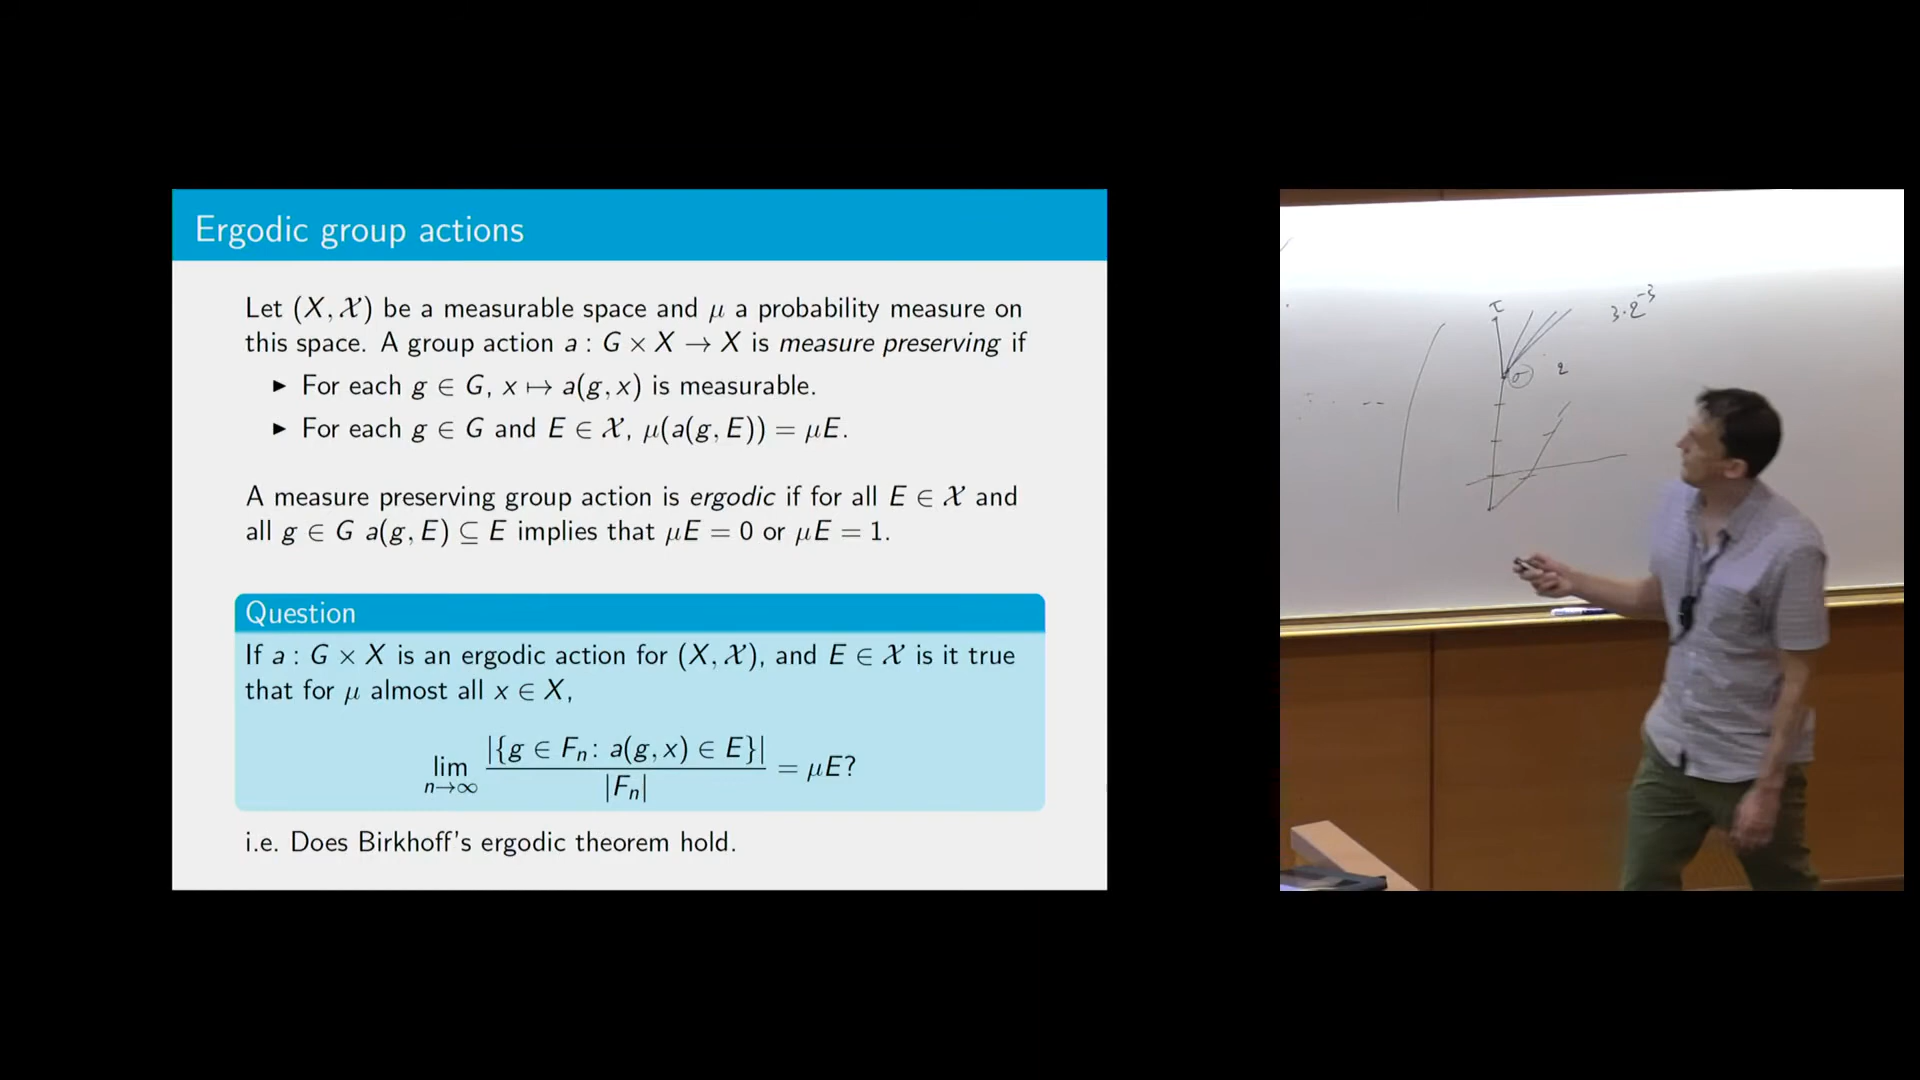 Ergodic group actions
Let (X, 𝒳) be a measurable space and μ a probability measure on
this space. A group action a : G × X → X is measure preserving if
▶ For each g ∈ G, x ↦ a(g, x) is measurable.
▶ For each g ∈ G and E ∈ 𝒳, μ(a(g, E)) = μE.
A measure preserving group action is ergodic if for all E ∈ 𝒳 and
all g ∈ G a(g, E) ⊆ E implies that μE = 0 or μE = 1.
Question
If a : G × X is an ergodic action for (X, 𝒳), and E ∈ 𝒳 is it true
that for μ almost all x ∈ X,
lim_{n→∞} |{g ∈ F_n : a(g, x) ∈ E}| / |F_n| = μE?
i.e. Does Birkhoff's ergodic theorem hold.
τ
3·2^{-3}
σ
2